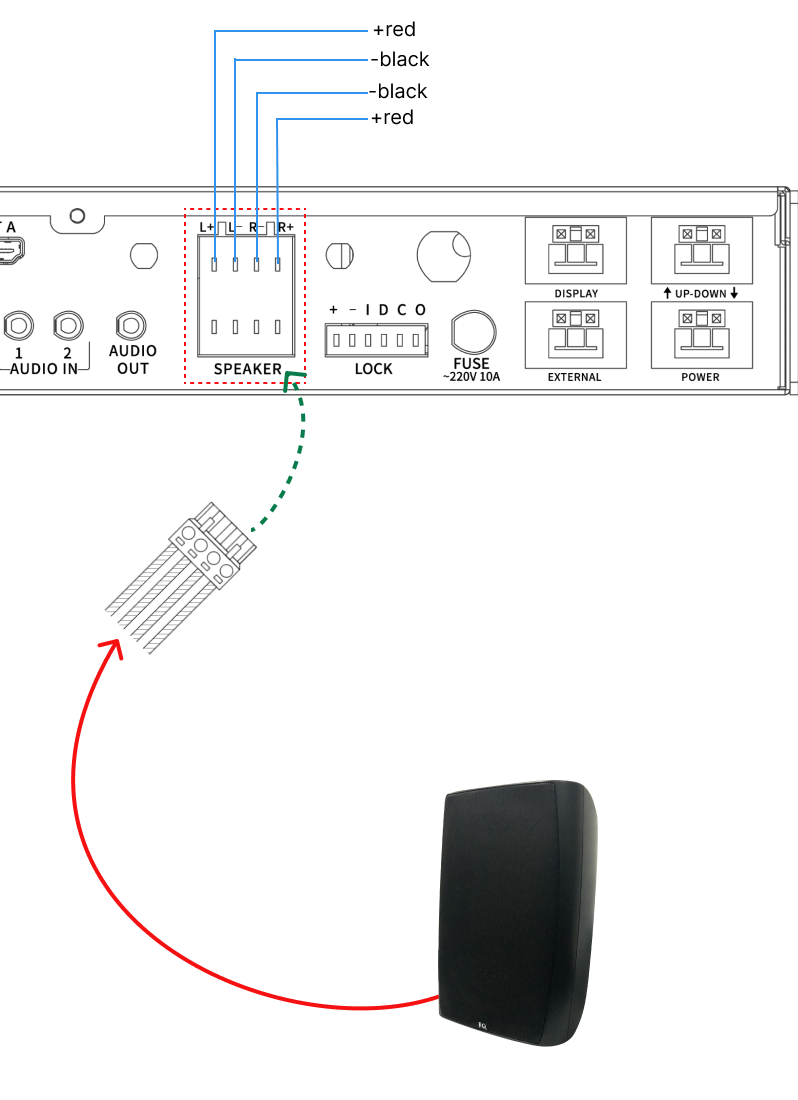 +red
-black
-black
+red
T A
L+ L- R- R+
+ - I D C O
DISPLAY
↑ UP-DOWN ↓
1 2
AUDIO IN
AUDIO
OUT
SPEAKER
LOCK
FUSE
~220V 10A
EXTERNAL
POWER